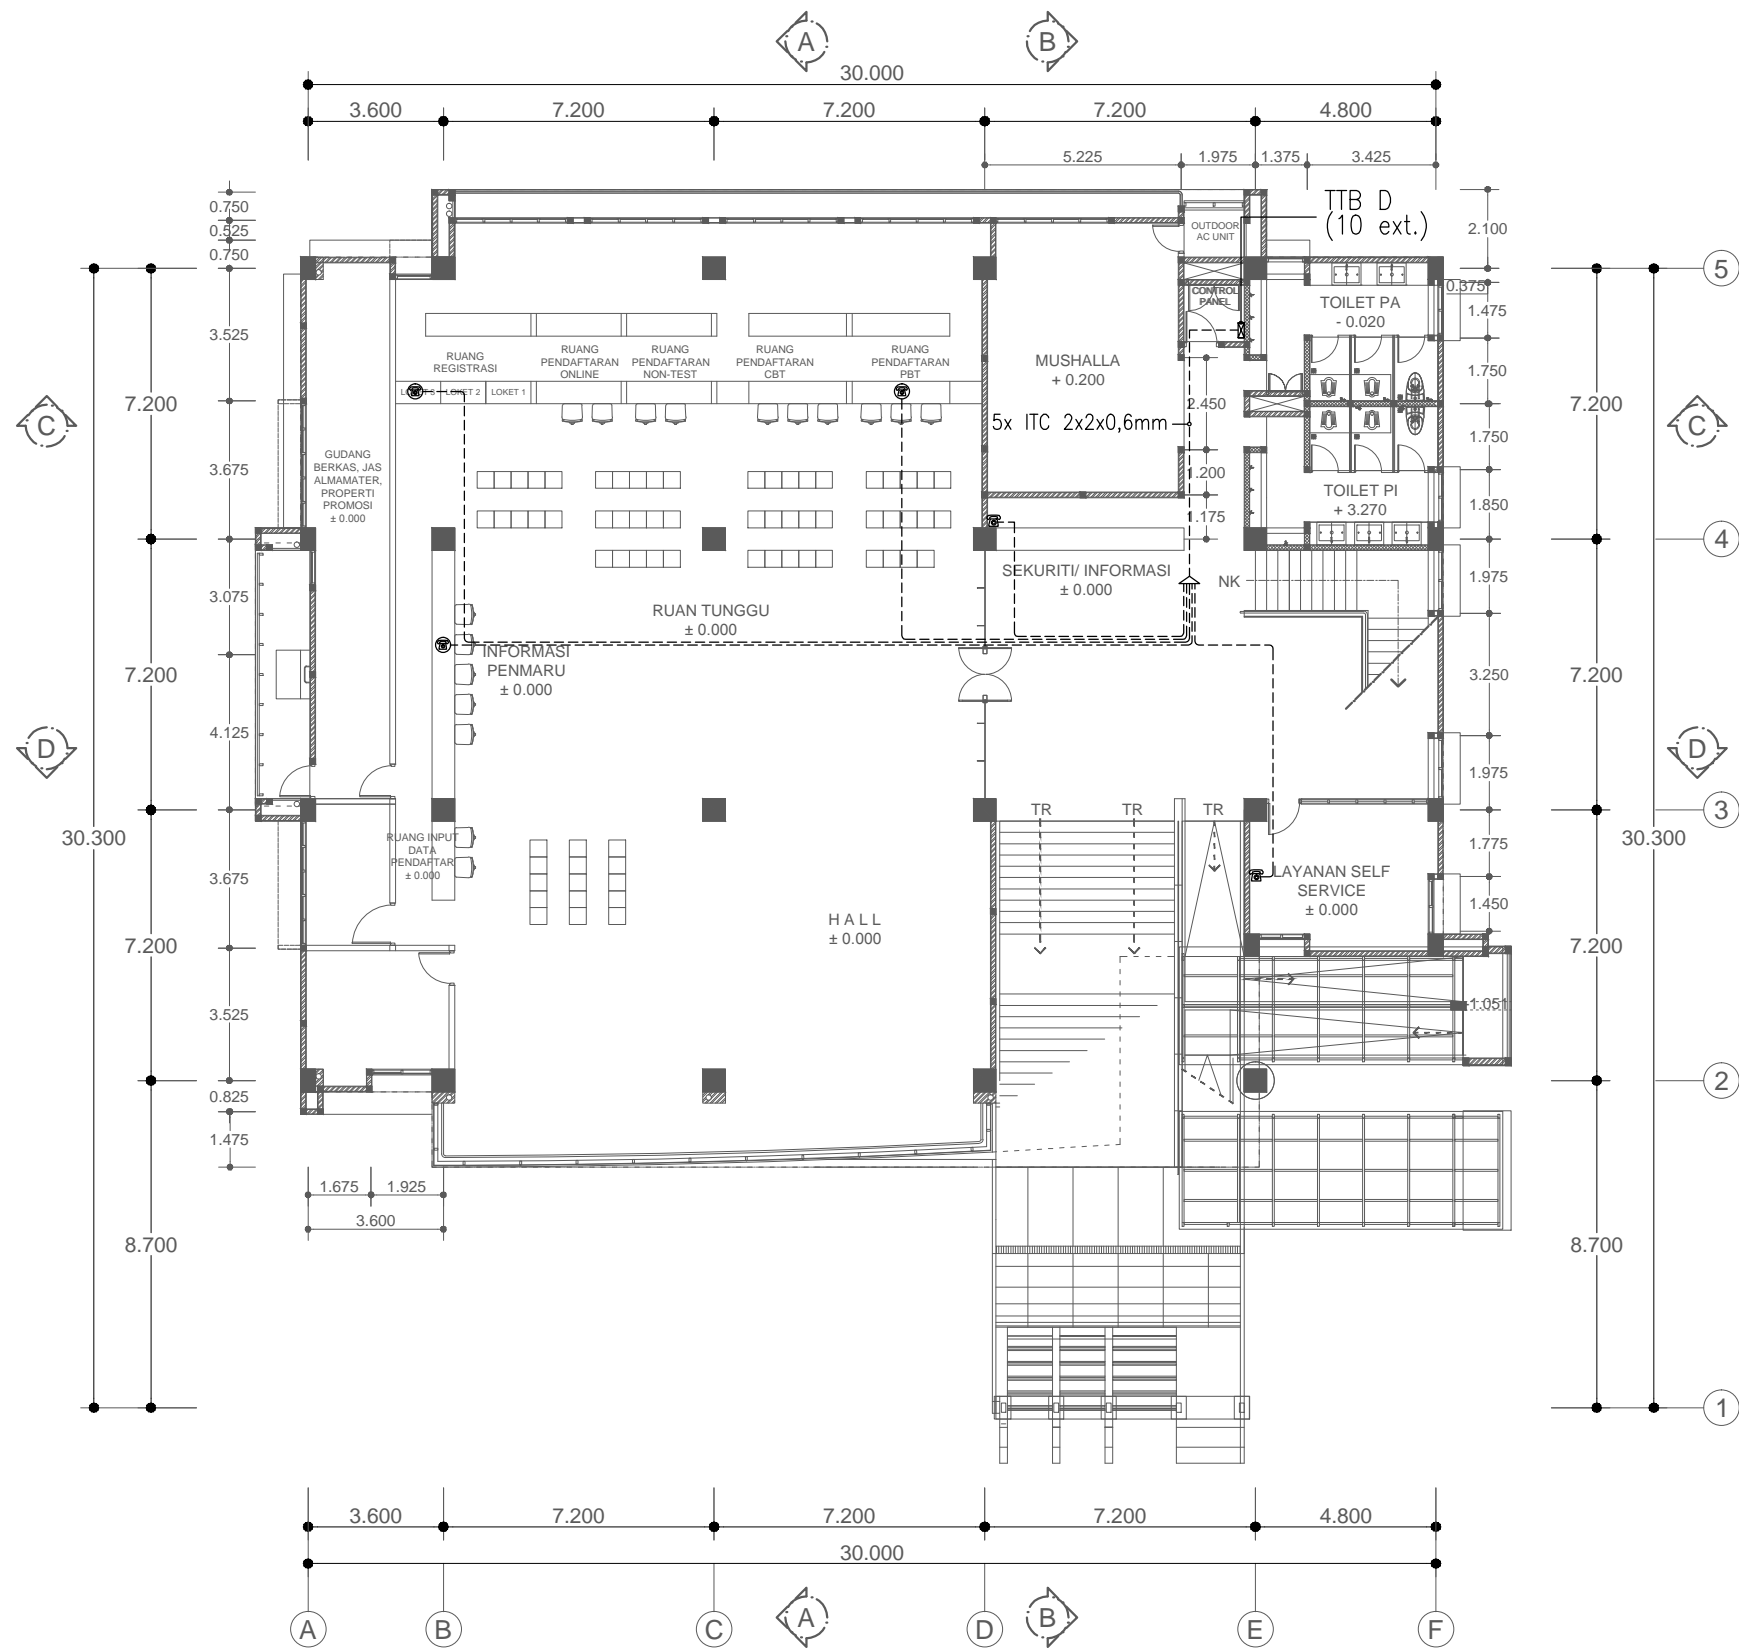 A
B
30.000
3.600
7.200
7.200
7.200
4.800
5.225
1.975
1.375
3.425
TTB D
(10 ext.)
0.750
0.525
0.750
2.100
OUTDOOR
AC UNIT
5
0.375
CONTROL
PANEL
TOILET PA
- 0.020
1.475
3.525
RUANG
REGISTRASI
RUANG
PENDAFTARAN
ONLINE
RUANG
PENDAFTARAN
NON-TEST
RUANG
PENDAFTARAN
CBT
RUANG
PENDAFTARAN
PBT
MUSHALLA
+ 0.200
1.750
LOKET 3
LOKET 2
LOKET 1
7.200
2.450
7.200
C
C
5x ITC 2x2x0,6mm
1.750
GUDANG
BERKAS, JAS
ALMAMATER,
PROPERTI
PROMOSI
± 0.000
3.675
1.200
TOILET PI
+ 3.270
1.850
1.175
4
SEKURITI/ INFORMASI
± 0.000
NK
1.975
3.075
RUAN TUNGGU
± 0.000
INFORMASI
PENMARU
± 0.000
7.200
3.250
7.200
4.125
D
D
1.975
TR
TR
TR
3
30.300
30.300
RUANG INPUT
DATA
PENDAFTAR
± 0.000
1.775
3.675
LAYANAN SELF
SERVICE
± 0.000
1.450
HALL
± 0.000
7.200
7.200
3.525
1.051
2
0.825
1.475
1.675
1.925
3.600
8.700
8.700
1
3.600
7.200
7.200
7.200
4.800
30.000
A
B
A
B
C
D
E
F